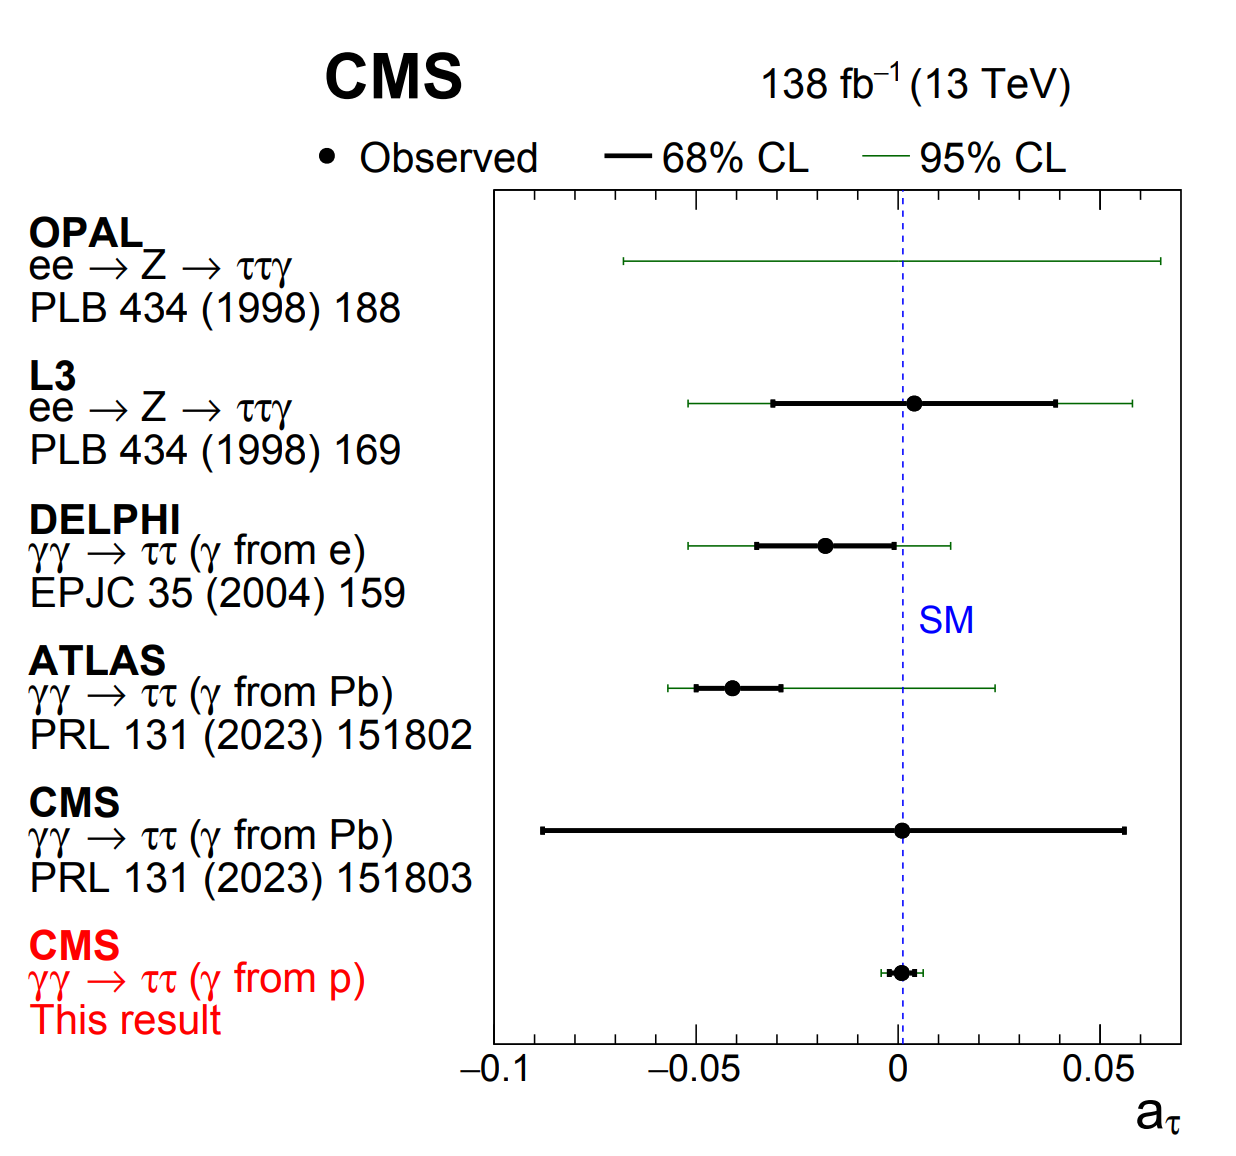 CMS
138 fb⁻¹ (13 TeV)
Observed 68% CL 95% CL
OPAL
ee → Z → ττγ
PLB 434 (1998) 188
L3
ee → Z → ττγ
PLB 434 (1998) 169
DELPHI
γγ → ττ (γ from e)
EPJC 35 (2004) 159
SM
ATLAS
γγ → ττ (γ from Pb)
PRL 131 (2023) 151802
CMS
γγ → ττ (γ from Pb)
PRL 131 (2023) 151803
CMS
γγ → ττ (γ from p)
This result
−0.1 −0.05 0 0.05
aτ